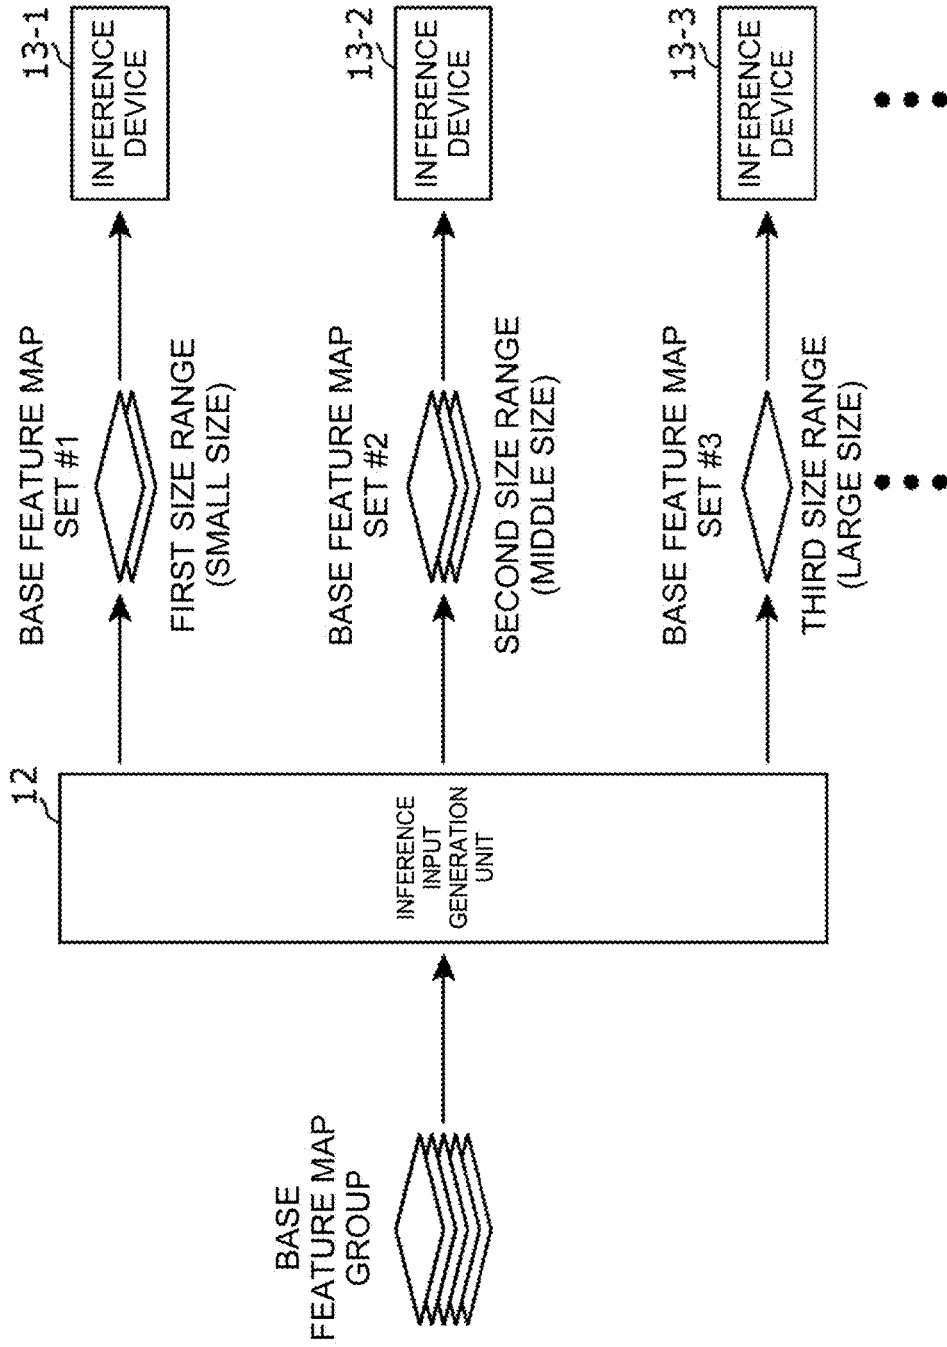 BASE
FEATURE MAP
GROUP
12
INFERENCE
INPUT
GENERATION
UNIT
BASE FEATURE MAP
SET #1
FIRST SIZE RANGE
(SMALL SIZE)
13-1
INFERENCE
DEVICE
BASE FEATURE MAP
SET #2
SECOND SIZE RANGE
(MIDDLE SIZE)
13-2
INFERENCE
DEVICE
BASE FEATURE MAP
SET #3
THIRD SIZE RANGE
(LARGE SIZE)
13-3
INFERENCE
DEVICE